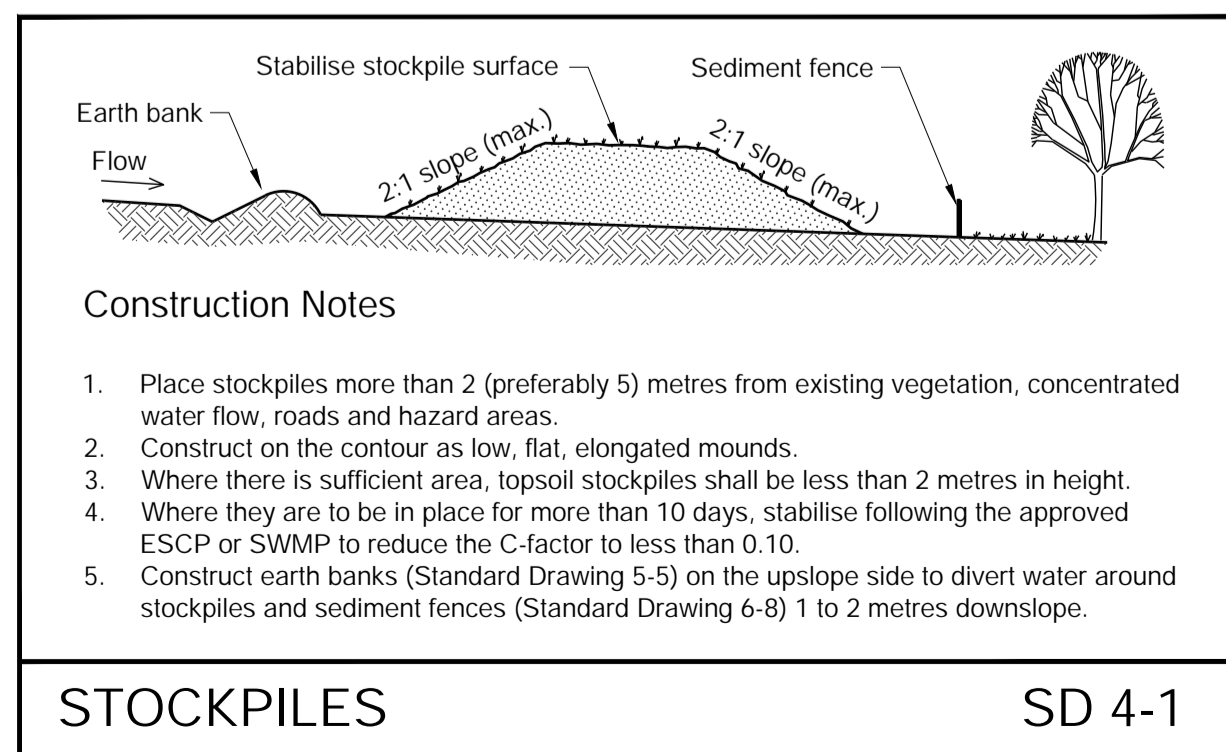 Stabilise stockpile surface
Sediment fence
Earth bank
2:1 slope (max.)
2:1 slope (max.)
Flow
Construction Notes
1. Place stockpiles more than 2 (preferably 5) metres from existing vegetation, concentrated
water flow, roads and hazard areas.
2. Construct on the contour as low, flat, elongated mounds.
3. Where there is sufficient area, topsoil stockpiles shall be less than 2 metres in height.
4. Where they are to be in place for more than 10 days, stabilise following the approved
ESCP or SWMP to reduce the C-factor to less than 0.10.
5. Construct earth banks (Standard Drawing 5-5) on the upslope side to divert water around
stockpiles and sediment fences (Standard Drawing 6-8) 1 to 2 metres downslope.
STOCKPILES
SD 4-1